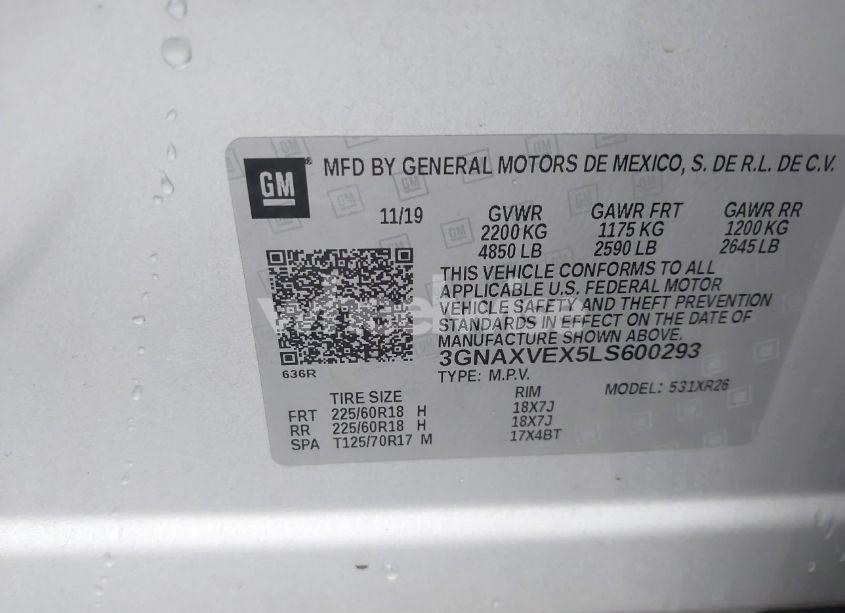 GM
MFD BY GENERAL MOTORS DE MEXICO, S. DE R.L. DE C.V.
11/19 GVWR GAWR FRT GAWR RR
2200 KG 1175 KG 1200 KG
4850 LB 2590 LB 2645 LB
THIS VEHICLE CONFORMS TO ALL
APPLICABLE U.S. FEDERAL MOTOR
VEHICLE SAFETY AND THEFT PREVENTION
STANDARDS IN EFFECT ON THE DATE OF
MANUFACTURE SHOWN ABOVE.
3GNAXVEX5LS600293
636R
TYPE: M.P.V. MODEL: 531XR26
TIRE SIZE RIM
FRT 225/60R18 H 18X7J
RR 225/60R18 H 18X7J
SPA T125/70R17 M 17X4BT